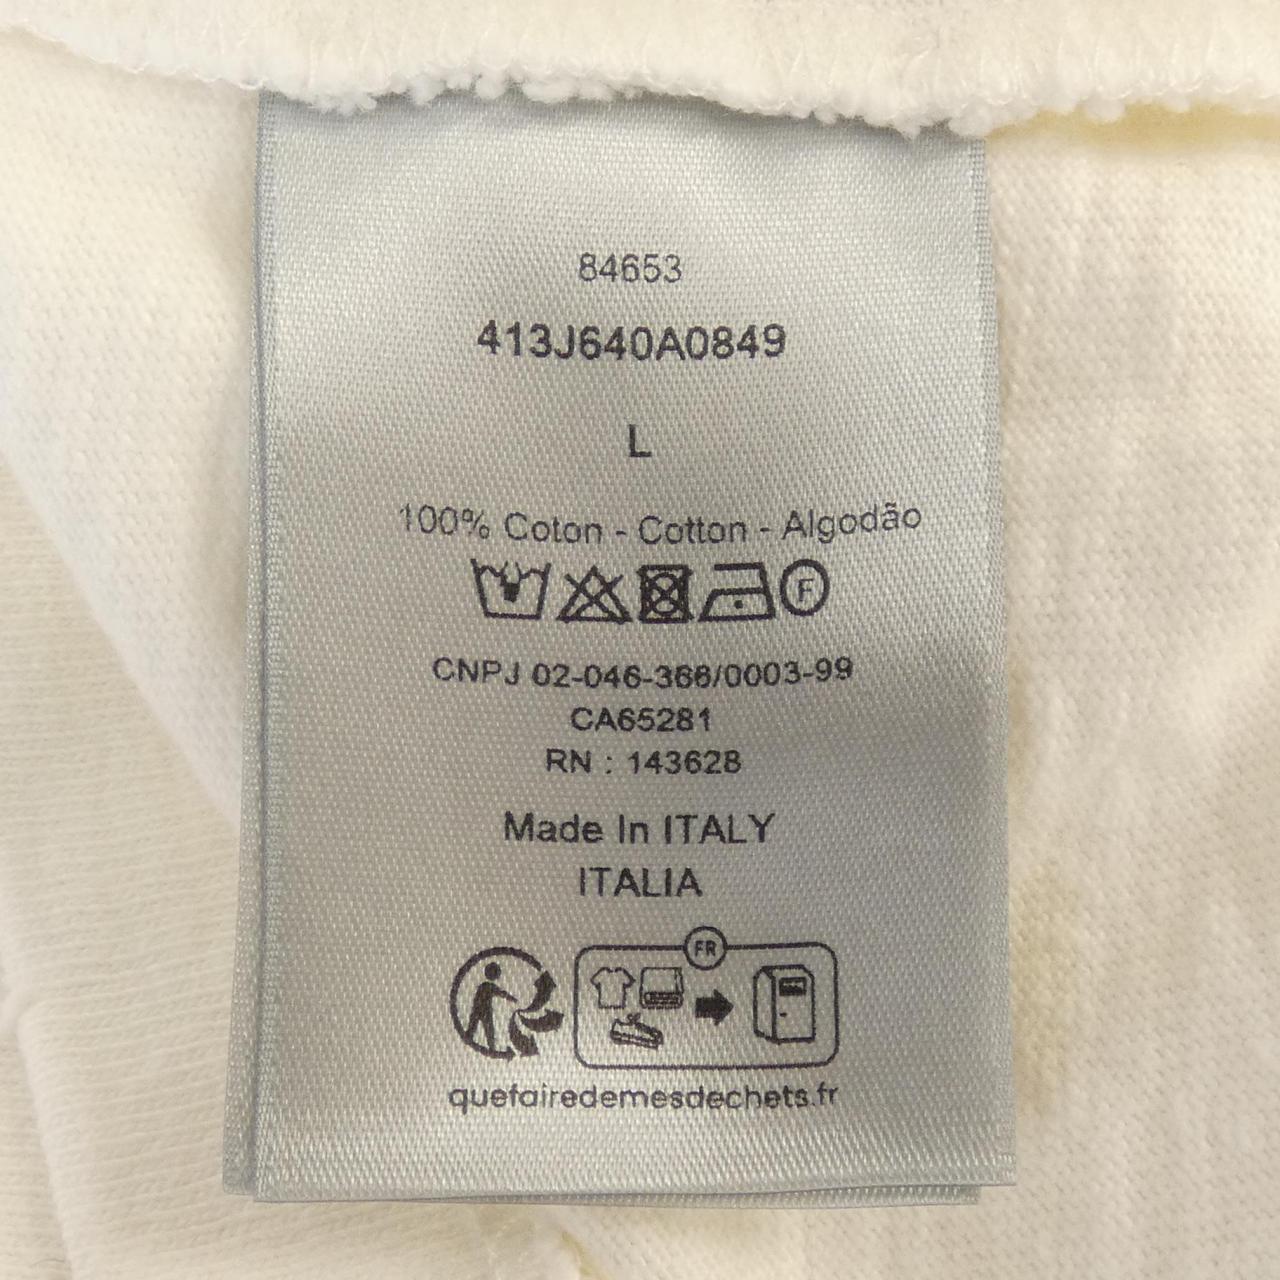 84653
413J640A0849
L
100% Coton - Cotton - Algodão
F
CNPJ 02-046-366/0003-99
CA65281
RN : 143628
Made In ITALY
ITALIA
FR
quefairedemesdechets.fr